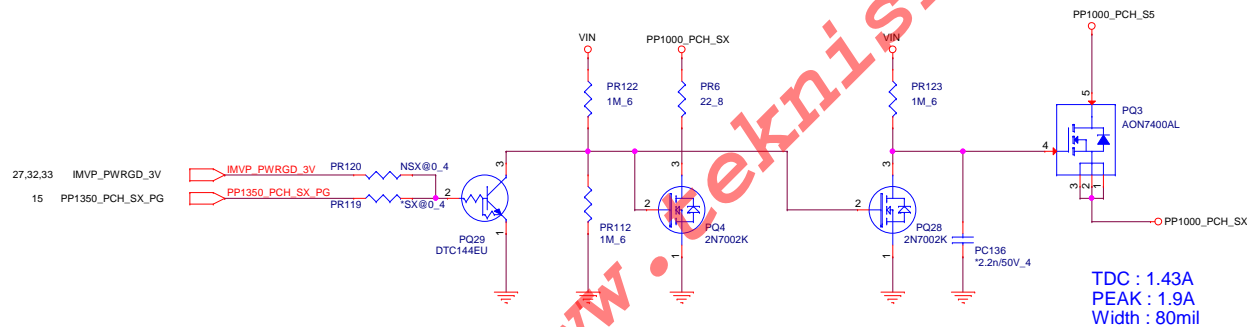 PP1000_PCH_S5
VIN
PP1000_PCH_SX
VIN
PR122
1M_6
PR6
22_8
PR123
1M_6
5
PQ3
AON7400AL
4
3
2
1
27,32,33 IMVP_PWRGD_3V
IMVP_PWRGD_3V
PR120
NSX@0_4
15 PP1350_PCH_SX_PG
PP1350_PCH_SX_PG
PR119
*SX@0_4
2
3
1
PQ29
DTC144EU
PR112
1M_6
3
2
1
PQ4
2N7002K
3
2
1
PQ28
2N7002K
PC136
*2.2n/50V_4
PP1000_PCH_SX
TDC : 1.43A
PEAK : 1.9A
Width : 80mil
w.teknis